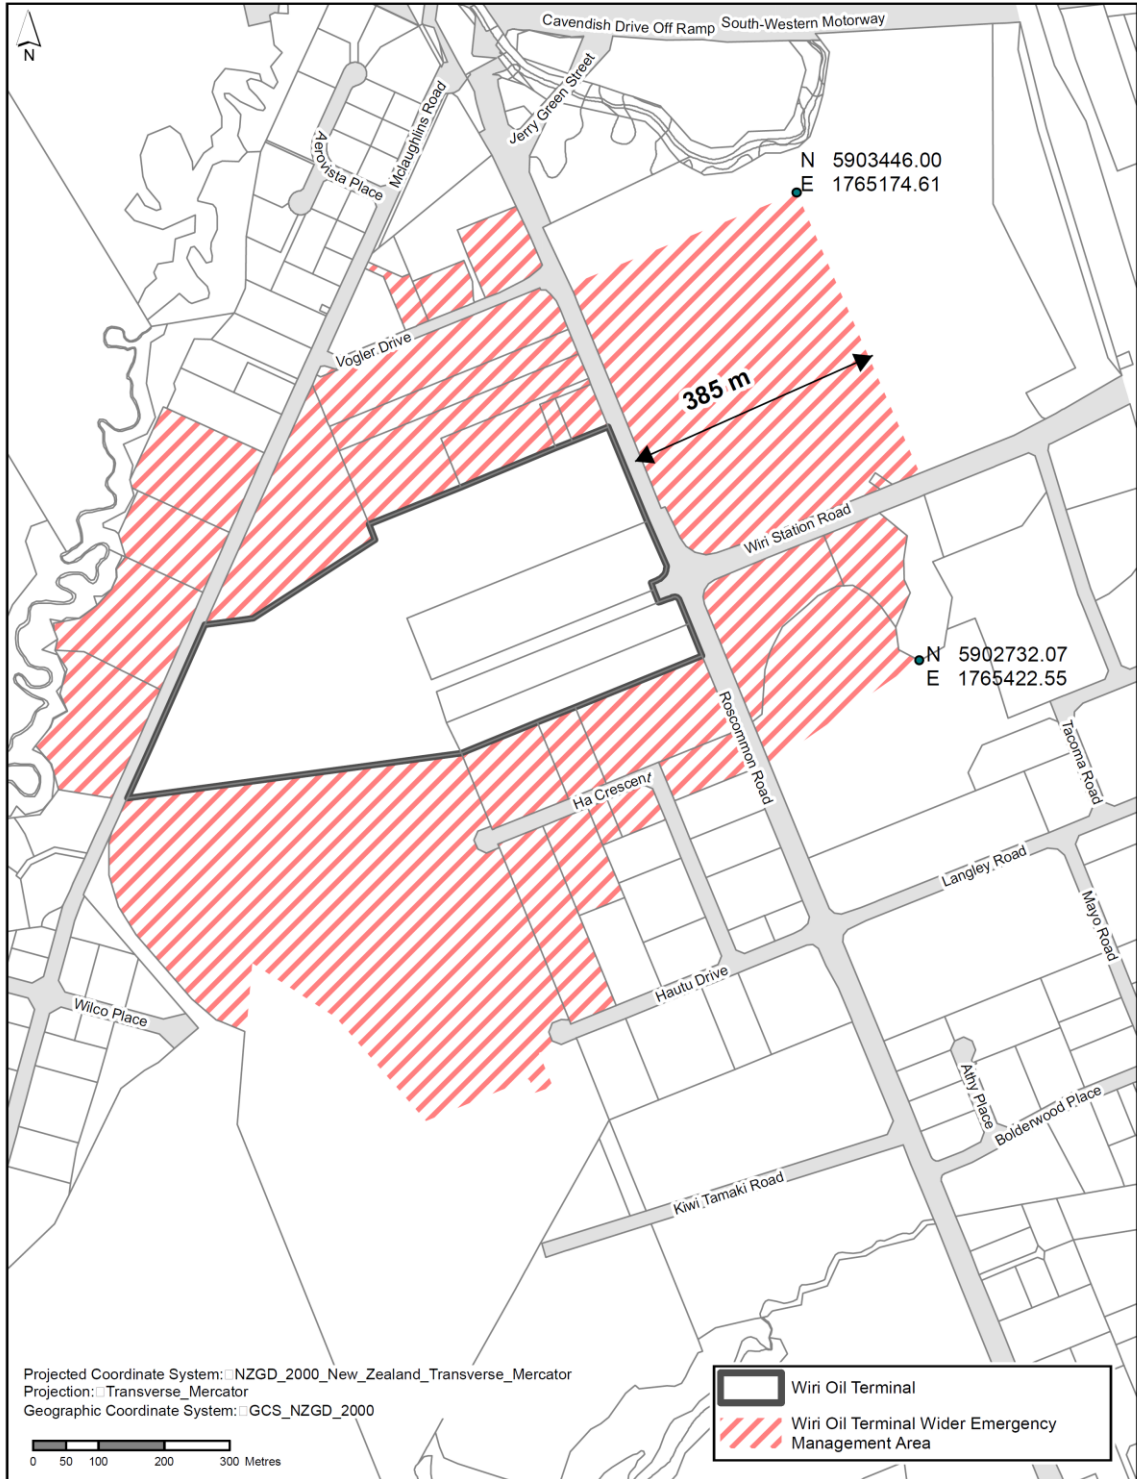 Cavendish Drive Off Ramp
South-Western Motorway
N
Jerry Green Street
Mclaughlins Road
Aerovista Place
N 5903446.00
E 1765174.61
Vogler Drive
385 m
Wiri Station Road
N 5902732.07
E 1765422.55
Roscommon Road
Tacoma Road
Ha Crescent
Langley Road
Mayo Road
Hautu Drive
Wilco Place
Athy Place
Bolderwood Place
Kiwi Tamaki Road
Projected Coordinate System: NZGD_2000_New_Zealand_Transverse_Mercator
Projection: Transverse_Mercator
Geographic Coordinate System: GCS_NZGD_2000
0 50 100 200 300 Metres
Wiri Oil Terminal
Wiri Oil Terminal Wider Emergency
Management Area